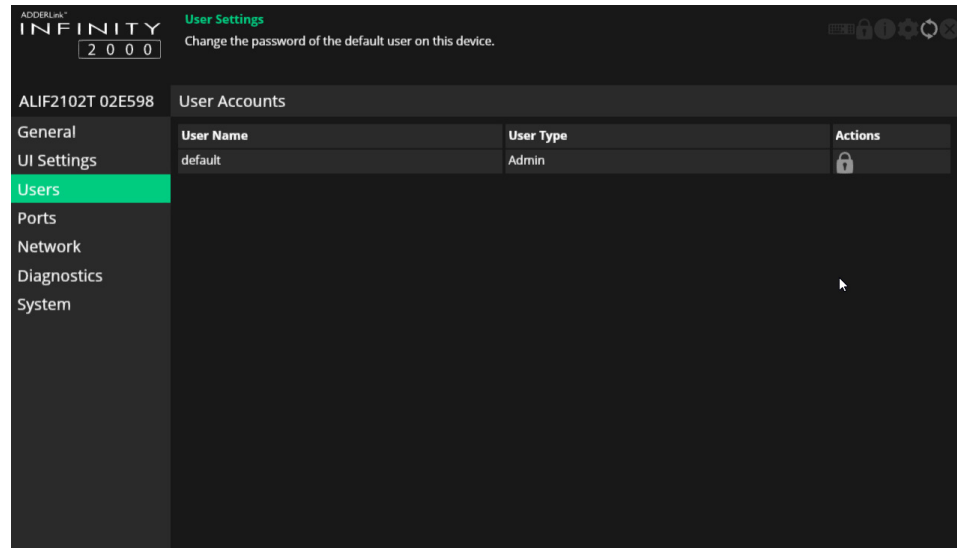 ADDERLink™
INFINITY
2000
User Settings
Change the password of the default user on this device.
ALIF2102T 02E598
User Accounts
General
UI Settings
Users
Ports
Network
Diagnostics
System
User Name User Type Actions
default Admin